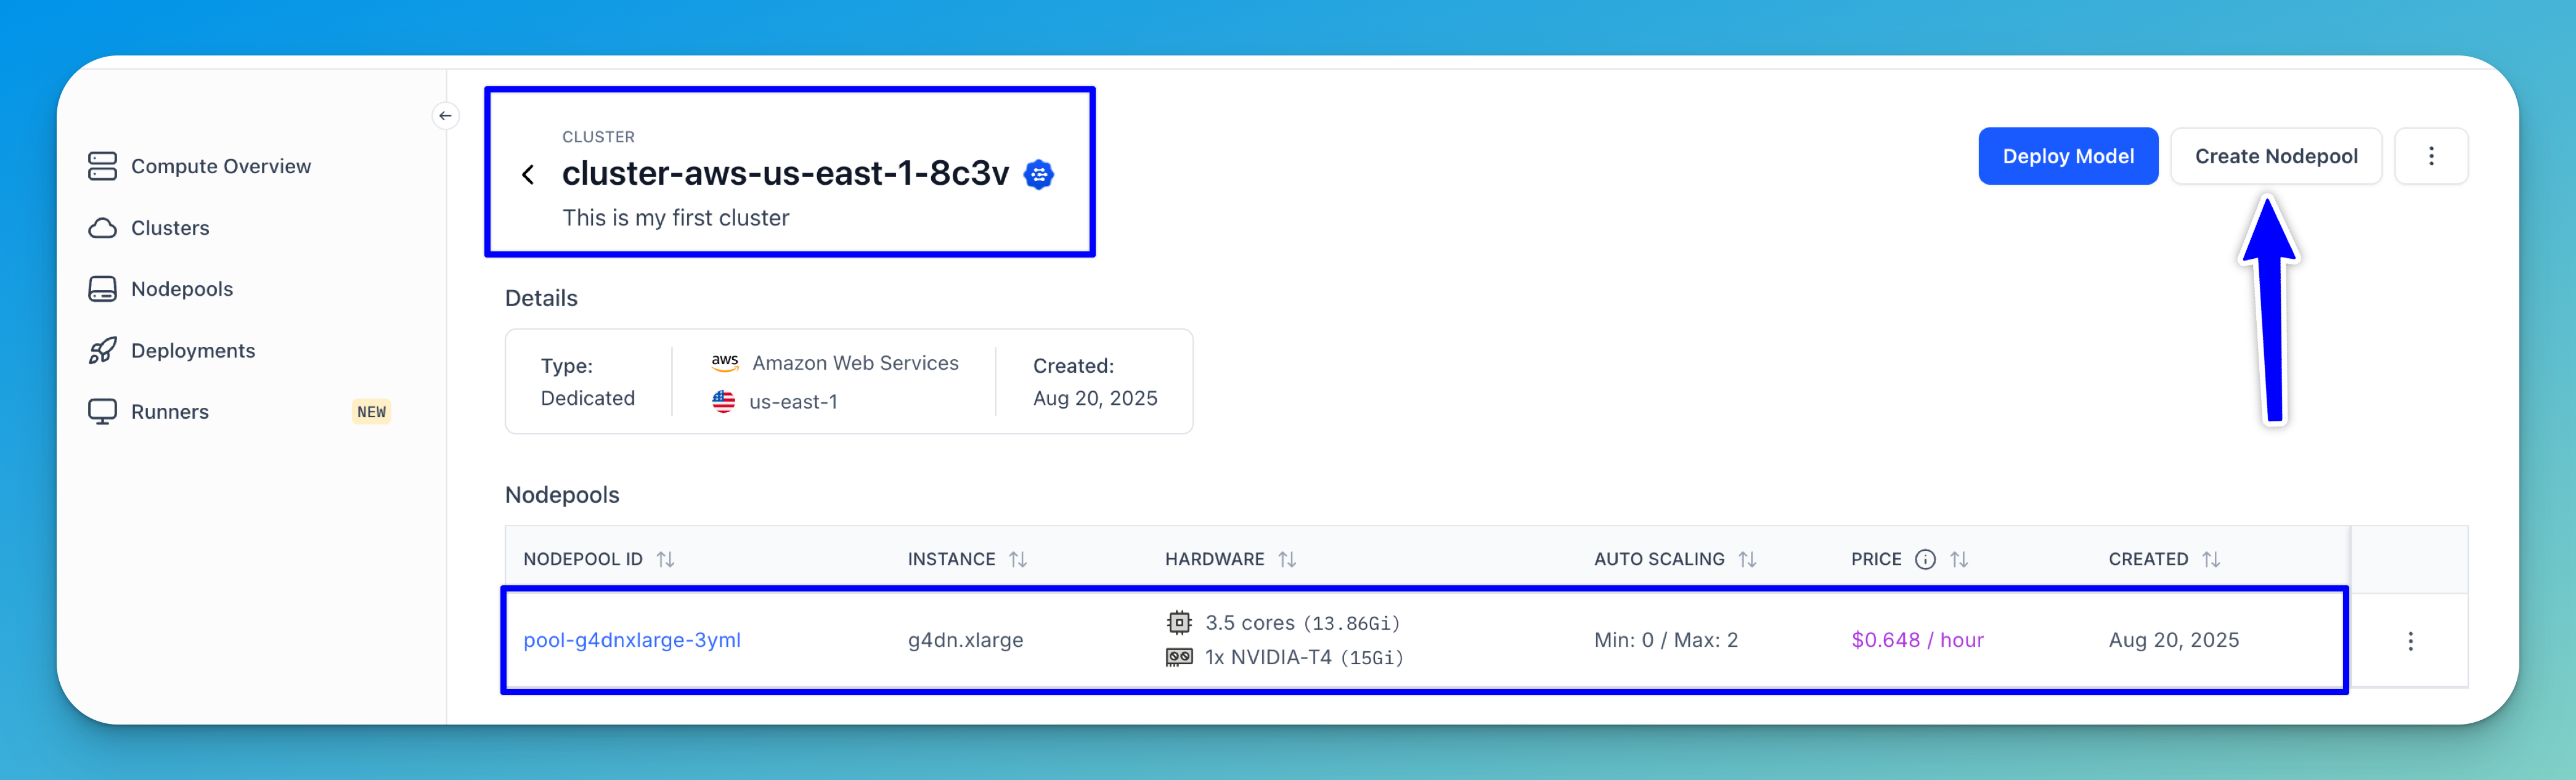 Compute Overview
Clusters
Nodepools
Deployments
Runners NEW
CLUSTER
cluster-aws-us-east-1-8c3v
This is my first cluster
Deploy Model
Create Nodepool
Details
Type:
Dedicated
aws Amazon Web Services
us-east-1
Created:
Aug 20, 2025
Nodepools
NODEPOOL ID INSTANCE HARDWARE AUTO SCALING PRICE CREATED
pool-g4dnxlarge-3yml g4dn.xlarge 3.5 cores (13.86Gi) Min: 0 / Max: 2 $0.648 / hour Aug 20, 2025
1x NVIDIA-T4 (15Gi)